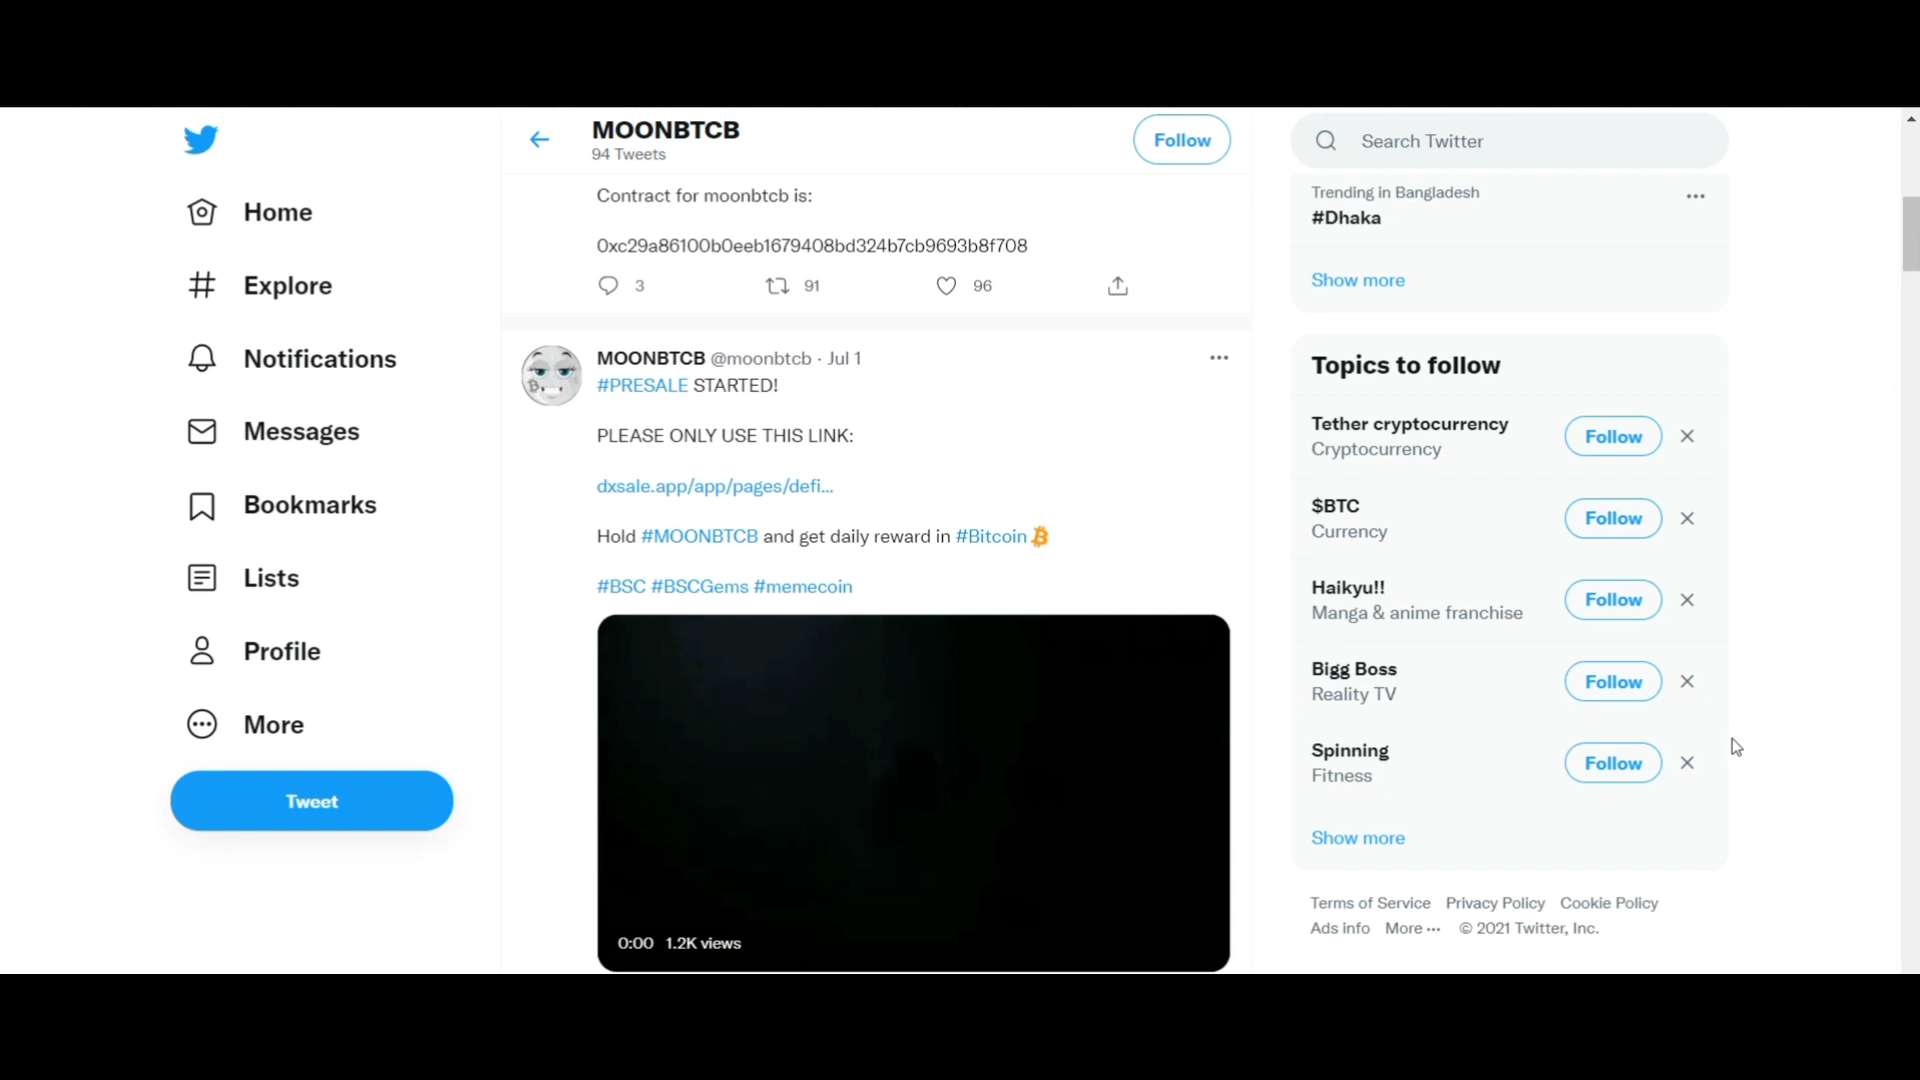 Home
Explore
Notifications
Messages
Bookmarks
Lists
Profile
More
Tweet
MOONBTCB
94 Tweets
Follow
Contract for moonbtcb is:
0xc29a86100b0eeb1679408bd324b7cb9693b8f708
3 91 96
MOONBTCB @moonbtcb · Jul 1
#PRESALE STARTED!
PLEASE ONLY USE THIS LINK:
dxsale.app/app/pages/defi...
Hold #MOONBTCB and get daily reward in #Bitcoin
#BSC #BSCGems #memecoin
0:00 1.2K views
Search Twitter
Trending in Bangladesh
#Dhaka
Show more
Topics to follow
Tether cryptocurrency
Cryptocurrency
Follow
$BTC
Currency
Follow
Haikyu!!
Manga & anime franchise
Follow
Bigg Boss
Reality TV
Follow
Spinning
Fitness
Follow
Show more
Terms of Service Privacy Policy Cookie Policy
Ads info More ··· © 2021 Twitter, Inc.